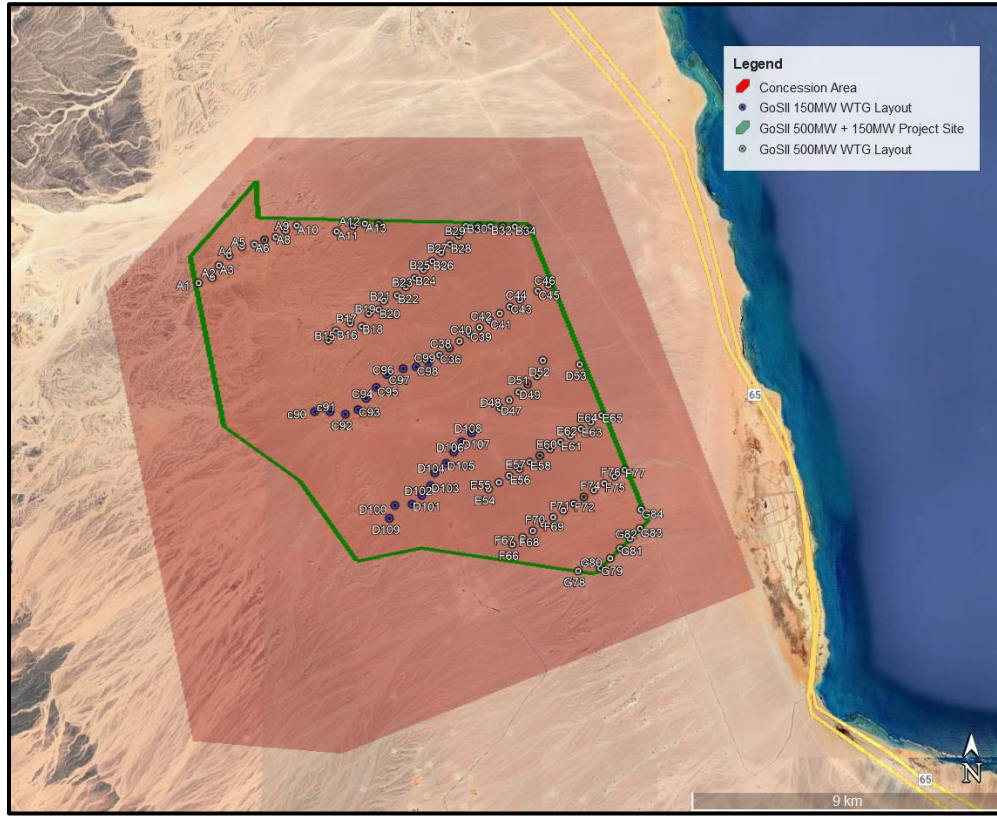 Legend
Concession Area
GoSII 150MW WTG Layout
GoSII 500MW + 150MW Project Site
GoSII 500MW WTG Layout
A1
A2
A3
A4
A5
A6
A8
A9
A10
A11
A12
A13
B15
B16
B17
B18
B19
B20
B21
B22
B23
B24
B25
B26
B27
B28
B29
B30
B32
B34
C36
C38
C39
C40
C41
C42
C43
C44
C45
C46
c90
c91
C92
C93
C94
C95
C96
C97
C98
C99
D47
D48
D49
D51
D52
D53
D100
D101
D102
D103
D104
D105
D106
D107
D108
D109
E54
E55
E56
E57
E58
E60
E61
E62
E63
E64
E65
F66
F67
F68
F69
F70
F71
F72
F74
F75
F76
F77
G78
G79
G80
G81
G82
G83
G84
65
65
N
9 km